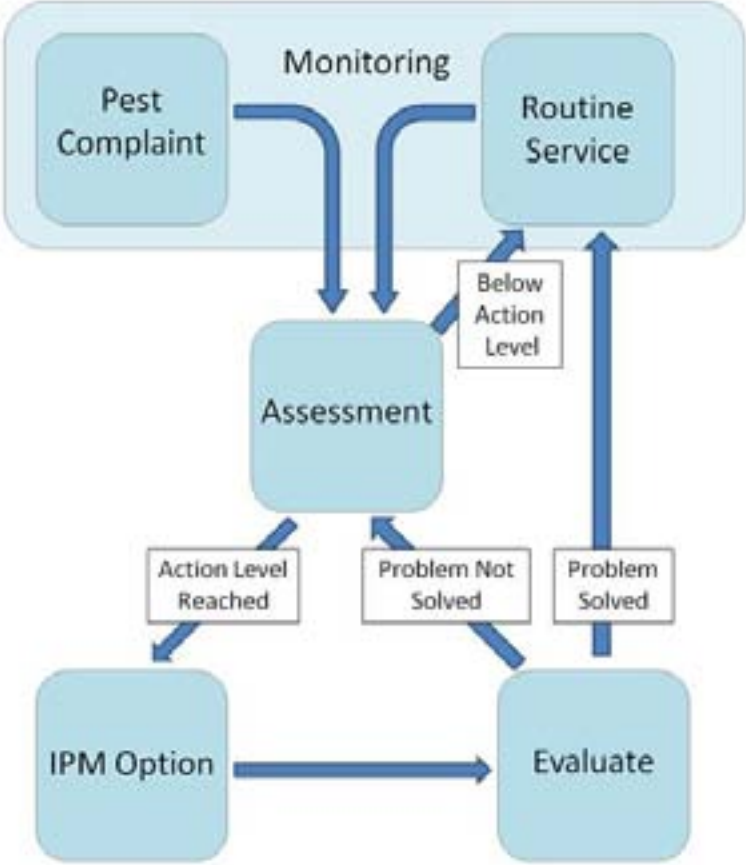 Monitoring
Pest
Complaint
Routine
Service
Below
Action
Level
Assessment
Action Level
Reached
Problem Not
Solved
Problem
Solved
IPM Option
Evaluate